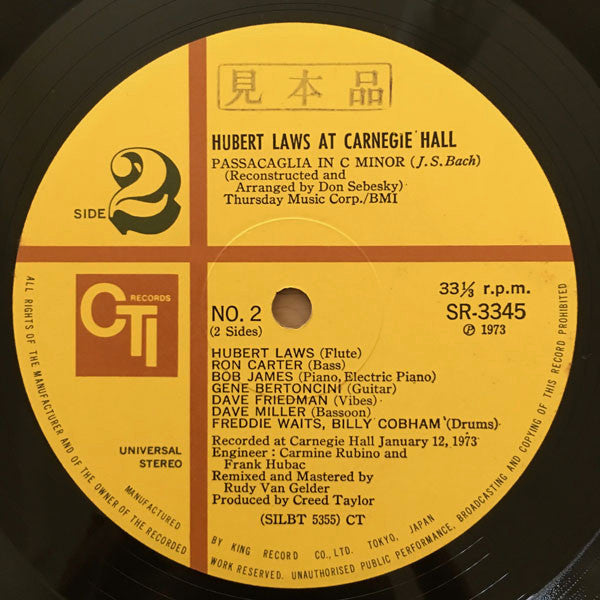 見本品
HUBERT LAWS AT CARNEGiE HALL
PASSACAGLIA IN C MINOR (J. S. Bach)
(Reconstructed and
Arranged by Don Sebesky)
Thursday Music Corp./BMI
SIDE 2
CTI RECORDS
NO. 2
(2 Sides)
33⅓ r.p.m.
SR-3345
Ⓟ 1973
HUBERT LAWS (Flute)
RON CARTER (Bass)
BOB JAMES (Piano, Electric Piano)
GENE BERTONCINI (Guitar)
DAVE FRIEDMAN (Vibes)
DAVE MILLER (Bassoon)
FREDDIE WAITS, BILLY COBHAM (Drums)
Recorded at Carnegie Hall January 12, 1973
Engineer : Carmine Rubino and
Frank Hubac
Remixed and Mastered by
Rudy Van Gelder
Produced by Creed Taylor
(SILBT 5355) CT
UNIVERSAL
STEREO
ALL RIGHTS OF THE MANUFACTURER AND OF THE OWNER OF THE RECORDED
WORK RESERVED. UNAUTHORISED PUBLIC PERFORMANCE, BROADCASTING AND COPYING OF THIS RECORD PROHIBITED
MANUFACTURED BY KING RECORD CO., LTD. TOKYO, JAPAN